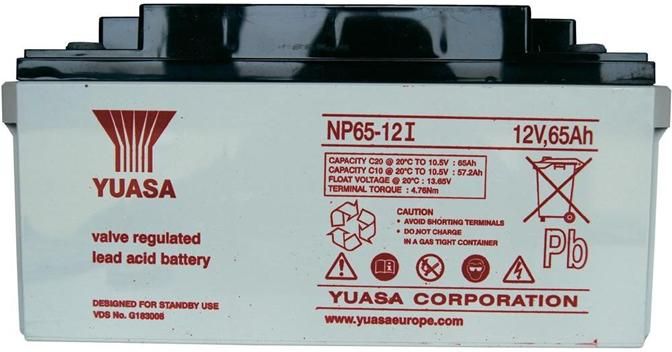 YUASA
valve regulated
lead acid battery
DESIGNED FOR STANDBY USE
VDS No. G183008
NP65-12I 12V,65Ah
CAPACITY C20 @ 20°C TO 10.5V : 65Ah
CAPACITY C10 @ 20°C TO 10.5V : 57.2Ah
FLOAT VOLTAGE @ 20°C : 13.65V
TERMINAL TORQUE : 4.76Nm
CAUTION
• AVOID SHORTING TERMINALS
• DO NOT CHARGE
IN A GAS TIGHT CONTAINER
Pb
YUASA CORPORATION
www.yuasaeurope.com